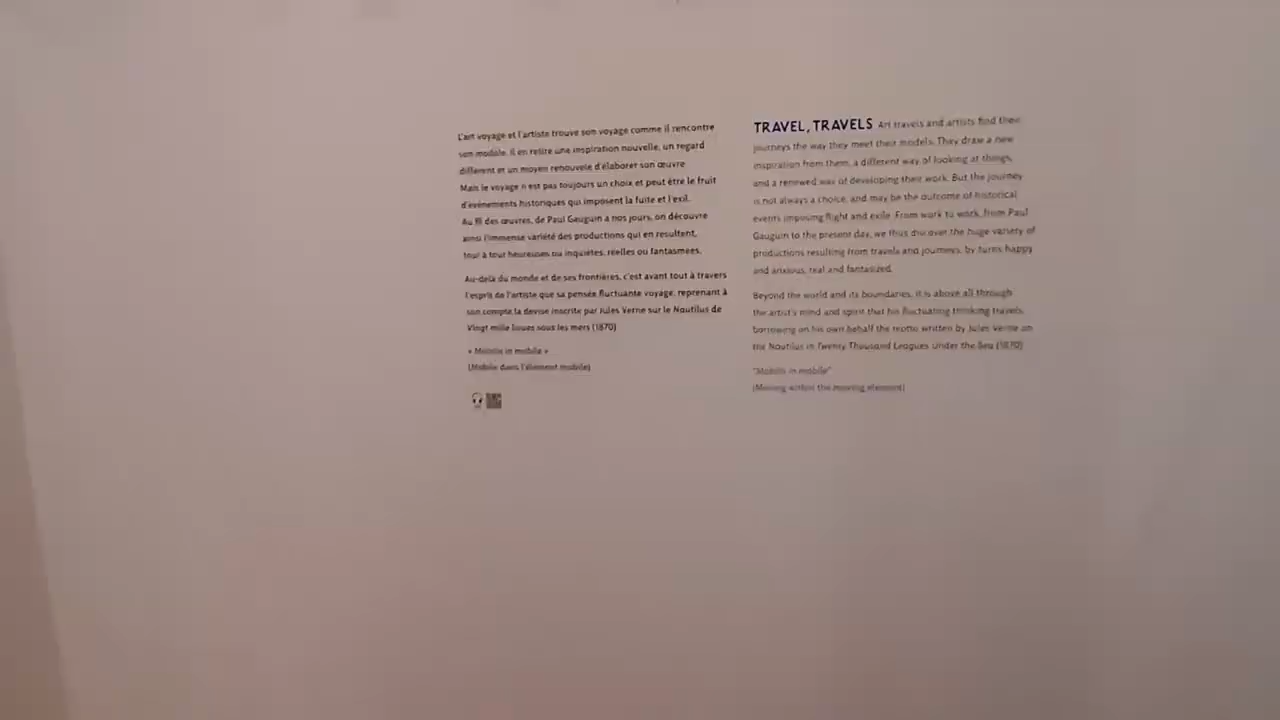 L'art voyage et l'artiste trouve son voyage comme il rencontre
son modèle. Il en retire une inspiration nouvelle, un regard
différent et un moyen renouvelé d'élaborer son œuvre
Mais le voyage n'est pas toujours un choix et peut être le fruit
d'événements historiques qui imposent la fuite et l'exil.
Au fil des œuvres, de Paul Gauguin à nos jours, on découvre
ainsi l'immense variété des productions qui en résultent,
tour à tour heureuses ou inquiètes, réelles ou fantasmées.
Au-delà du monde et de ses frontières, c'est avant tout à travers
l'esprit de l'artiste que sa pensée fluctuante voyage, reprenant à
son compte la devise inscrite par Jules Verne sur le Nautilus de
Vingt mille lieues sous les mers (1870)
« Mobilis in mobile »
(Mobile dans l'élément mobile)
TRAVEL, TRAVELS Art travels and artists find their
journeys the way they meet their models. They draw a new
inspiration from them, a different way of looking at things,
and a renewed way of developing their work. But the journey
is not always a choice, and may be the outcome of historical
events imposing flight and exile. From work to work, from Paul
Gauguin to the present day, we thus discover the huge variety of
productions resulting from travels and journeys, by turns happy
and anxious, real and fantasized.
Beyond the world and its boundaries, it is above all through
the artist's mind and spirit that his fluctuating thinking travels,
borrowing on his own behalf the motto written by Jules Verne on
the Nautilus in Twenty Thousand Leagues Under the Sea (1870)
"Mobilis in mobile"
(Moving within the moving element)